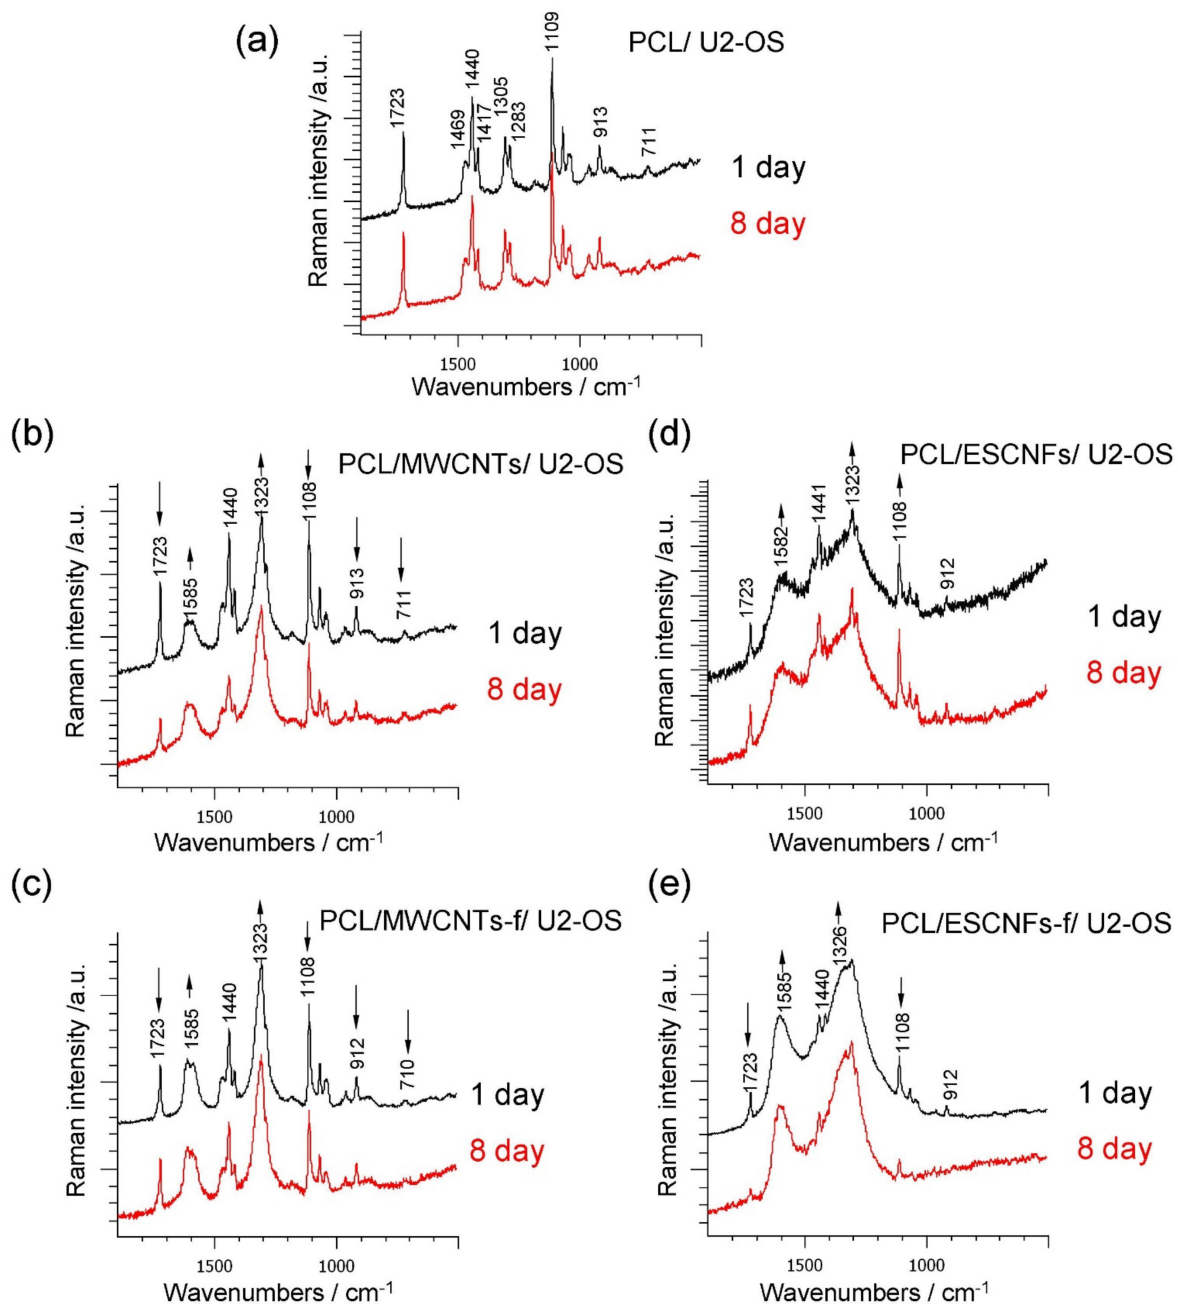 (a)
PCL/ U2-OS
1723
1469
1440
1417
1305
1283
1109
913
711
1 day
8 day
Raman intensity /a.u.
1500
1000
Wavenumbers / cm-1
(b)
PCL/MWCNTs/ U2-OS
1723
1585
1440
1323
1108
913
711
1 day
8 day
Raman intensity /a.u.
1500
1000
Wavenumbers / cm-1
(d)
PCL/ESCNFs/ U2-OS
1723
1582
1441
1323
1108
912
1 day
8 day
Raman intensity /a.u.
1500
1000
Wavenumbers / cm-1
(c)
PCL/MWCNTs-f/ U2-OS
1723
1585
1440
1323
1108
912
710
1 day
8 day
Raman intensity /a.u.
1500
1000
Wavenumbers / cm-1
(e)
PCL/ESCNFs-f/ U2-OS
1723
1585
1440
1326
1108
912
1 day
8 day
Raman intensity /a.u.
1500
1000
Wavenumbers / cm-1